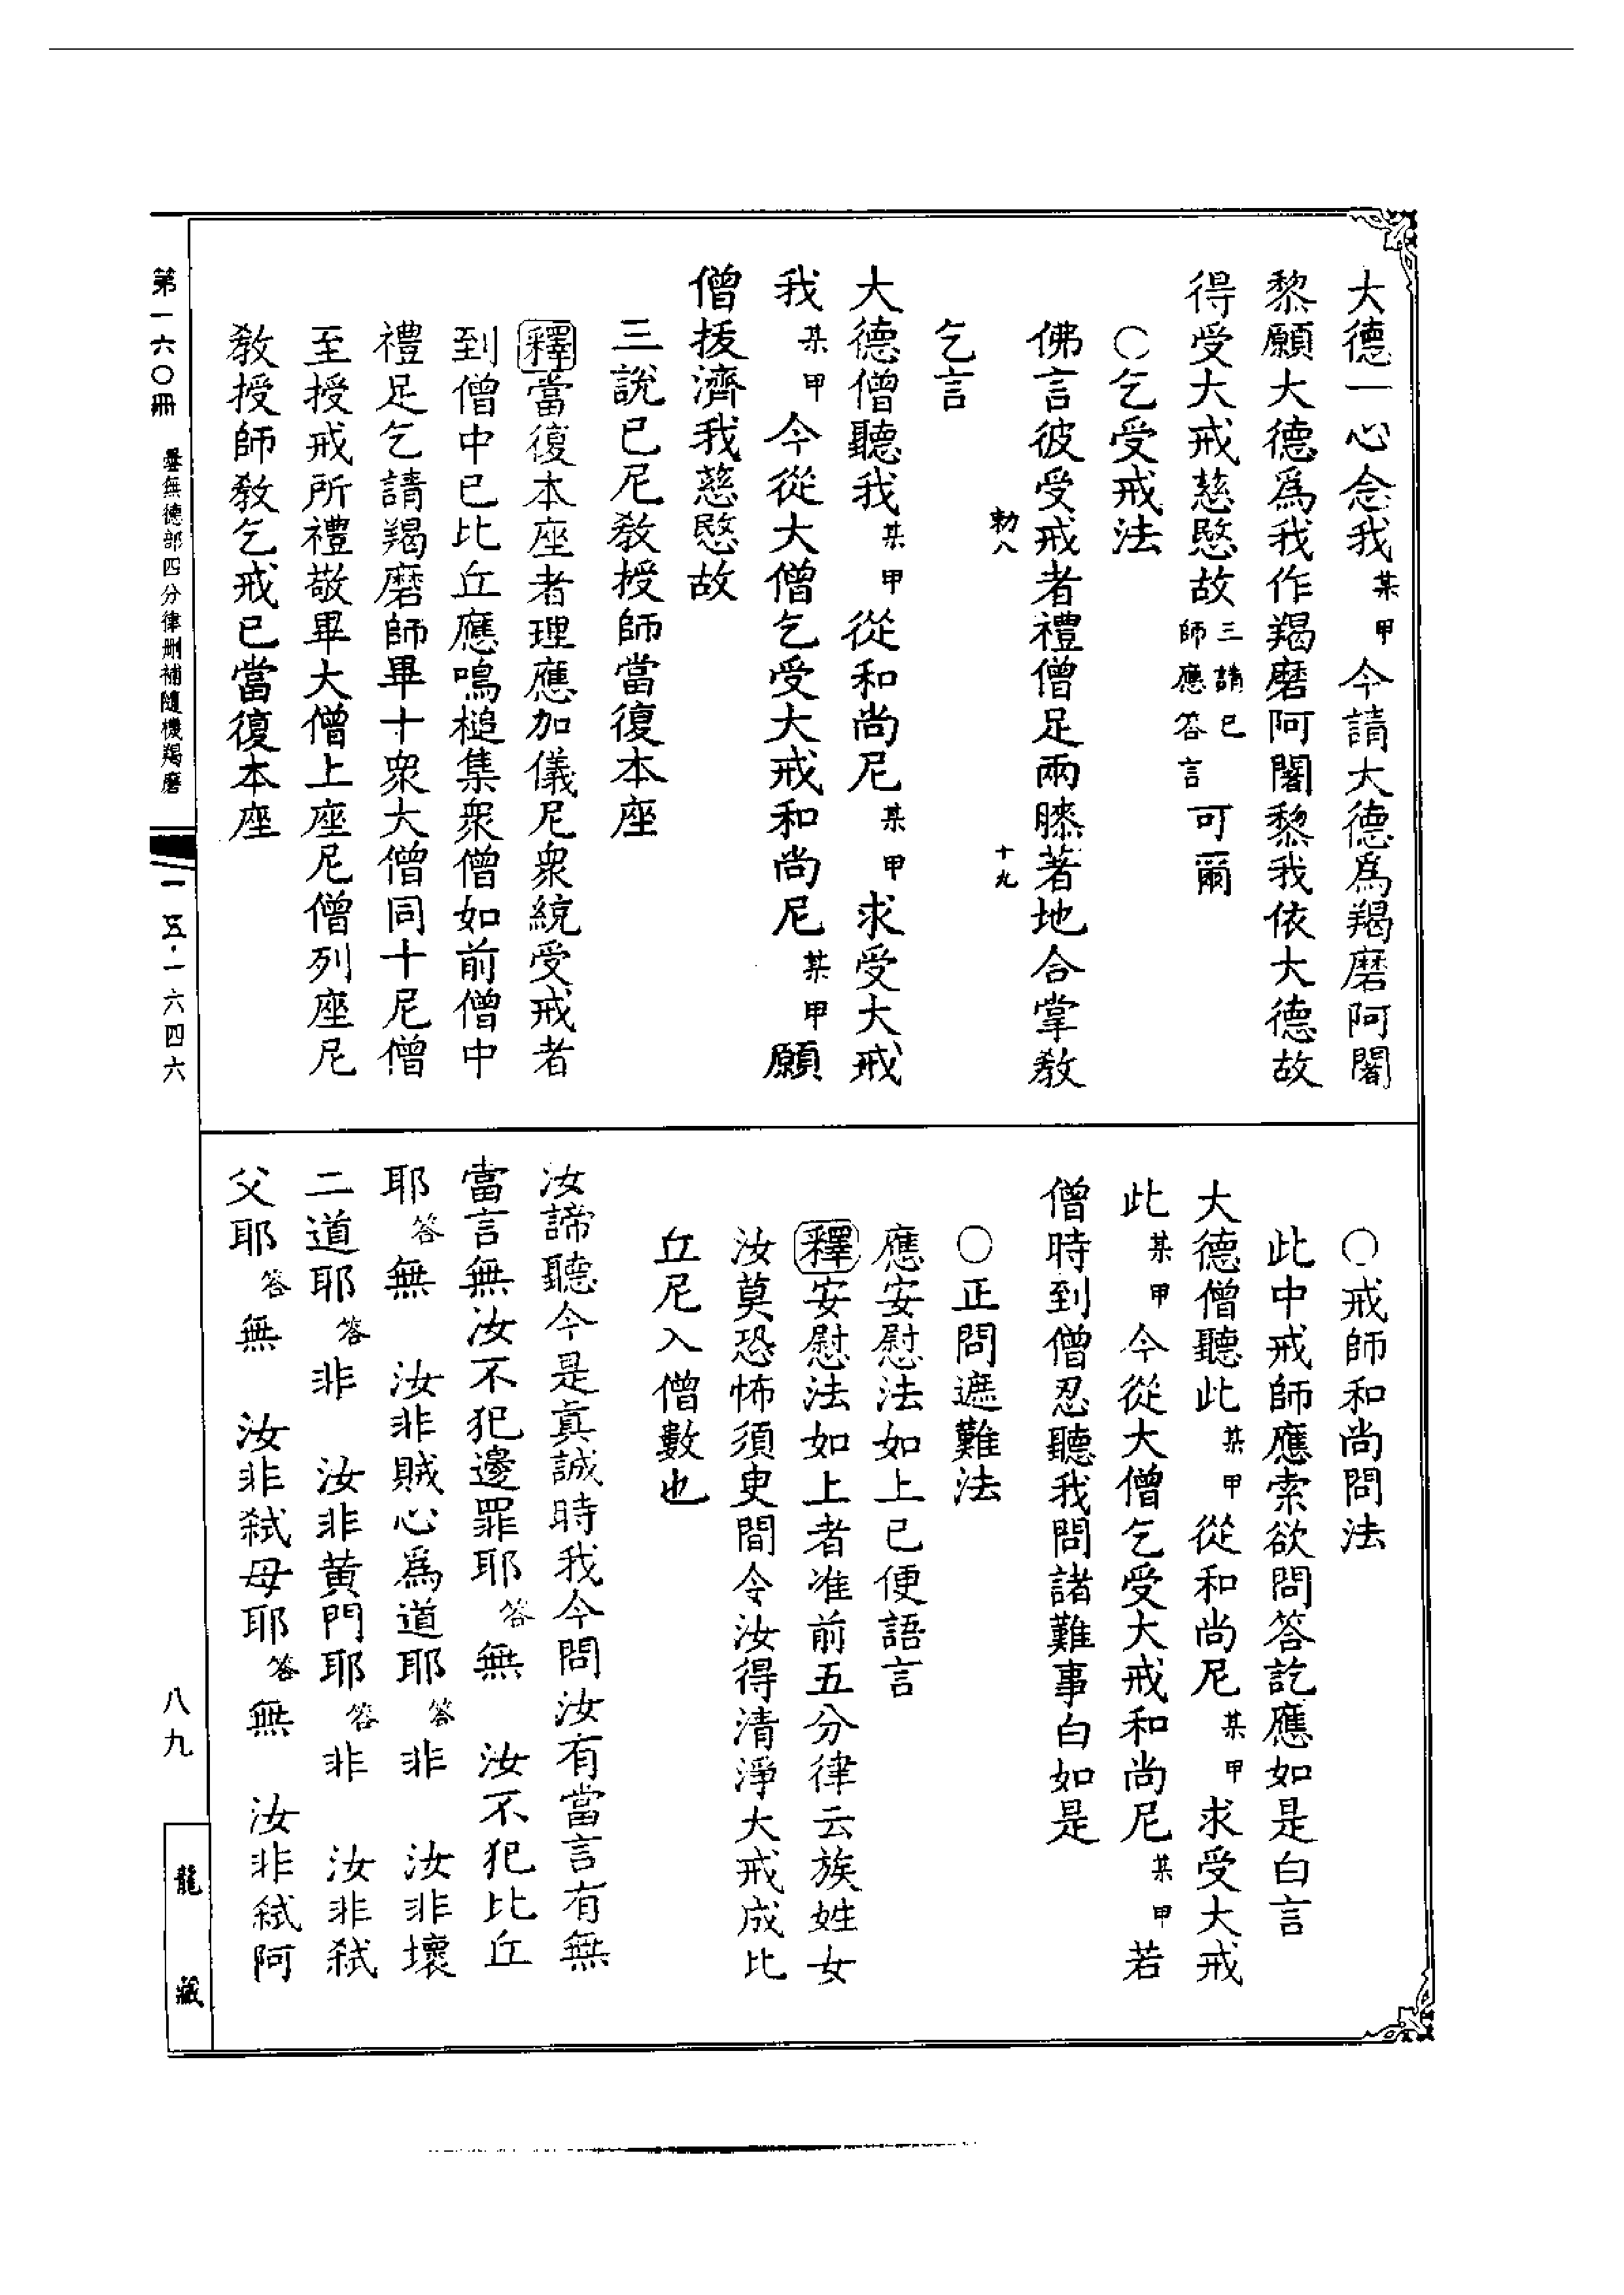 大德一心念我某甲今請大德爲羯磨阿闍
黎願大德爲我作羯磨阿闍黎我依大德故
得受大戒慈愍故三請已師應答言可爾
○乞受戒法
佛言彼受戒者禮僧足兩膝著地合掌教
勑八 十九
乞言
大德僧聽我某甲從和尚尼某甲求受大戒
我某甲今從大僧乞受大戒和尚尼某甲願
僧拔濟我慈愍故
三說已尼教授師當復本座
釋當復本座者理應加儀尼衆統受戒者
到僧中已比丘應鳴槌集衆僧如前僧中
禮足乞請羯磨師畢十衆大僧同十尼僧
至授戒所禮敬畢大僧上座尼僧列座尼
教授師教乞戒已當復本座
○戒師和尚問法
此中戒師應索欲問答訖應如是白言
大德僧聽此某甲從和尚尼某甲求受大戒
此某甲今從大僧乞受大戒和尚尼某甲若
僧時到僧忍聽我問諸難事白如是
○正問遮難法
應安慰法如上已便語言
釋安慰法如上者准前五分律云族姓女
汝莫恐怖須臾間令汝得清淨大戒成比
丘尼入僧數也
汝諦聽今是真誠時我今問汝有當言有無
當言無汝不犯邊罪耶答無 汝不犯比丘
耶答無 汝非賊心爲道耶答非 汝非壞
二道耶答非 汝非黃門耶答非 汝非弑
父耶答無 汝非弑母耶答無 汝非弑阿
第一六〇冊 曇無德部四分律刪補隨機羯磨
一五·一六四六
八九
龍藏